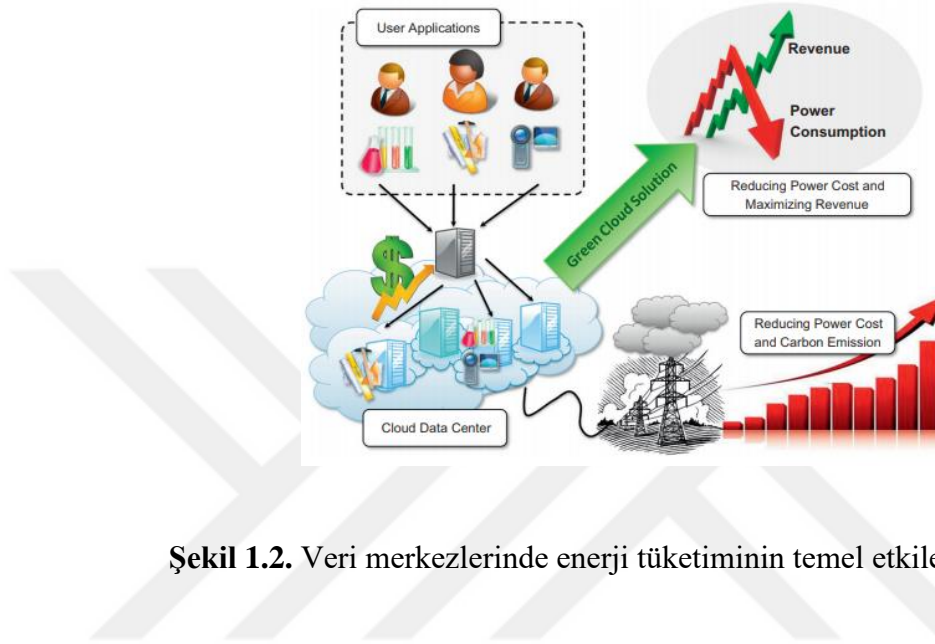 User Applications
Revenue
Power
Consumption
Green Cloud Solution
Reducing Power Cost and
Maximizing Revenue
Reducing Power Cost
and Carbon Emission
Cloud Data Center
Şekil 1.2. Veri merkezlerinde enerji tüketiminin temel